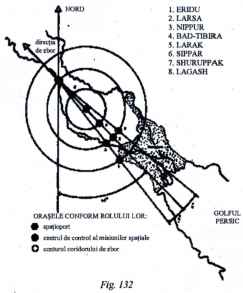 NORD
1. ERIDU
2. LARSA
3. NIPPUR
4. BAD-TIBIRA
5. LARAK
6. SIPPAR
7. SHURUPPAK
8. LAGASH
direcția
de zbor
ORAȘELE CONFORM ROLULUI LOR:
spațioport
centrul de control al misiunilor spațiale
conturul coridorului de zbor
GOLFUL
PERSIC
Fig. 132